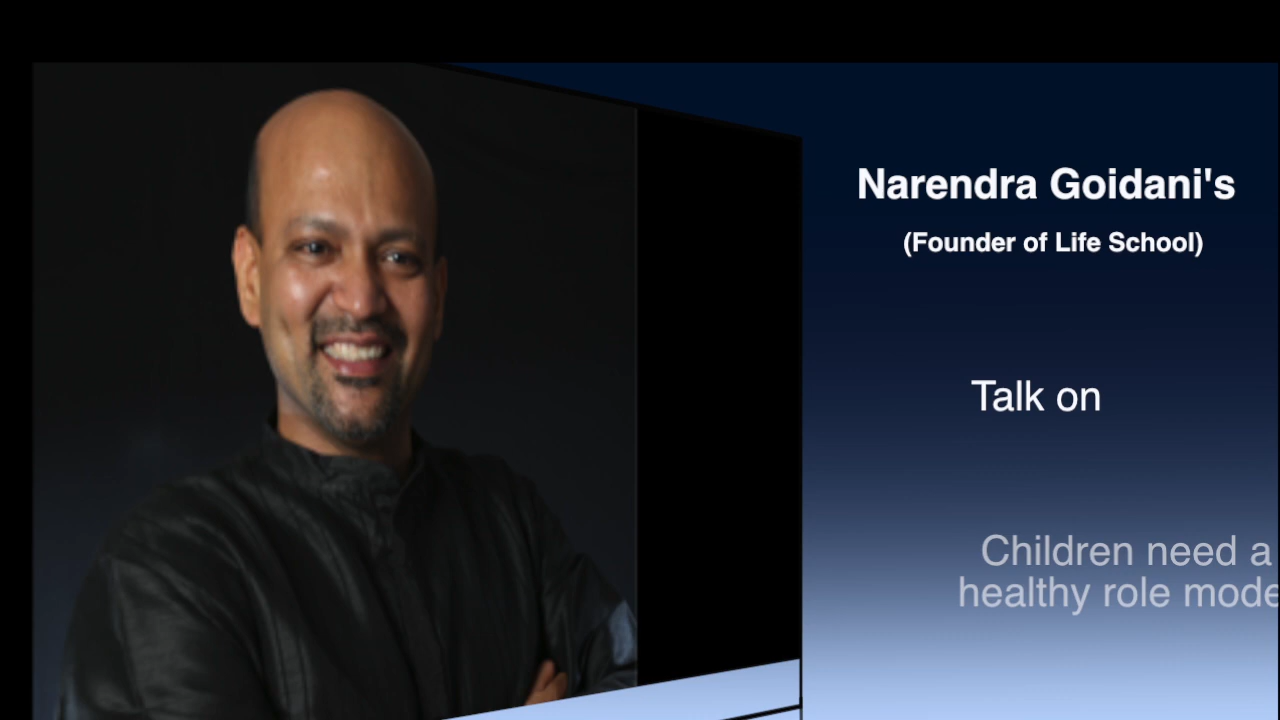 Narendra Goidani's
(Founder of Life School)
Talk on
Children need a
healthy role mode